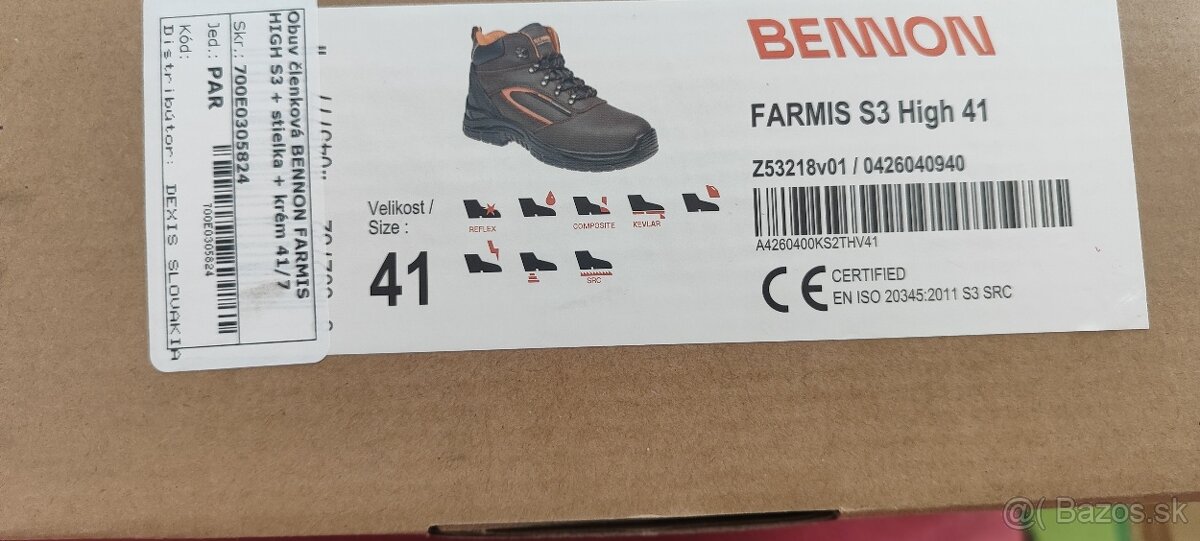 Obuv členková BENNON FARMIS
HIGH S3 + stielka + krém 41/7
Skr.: 700E0305824
700E0305824
Jed.: PAR
Kód:
Distribútor: DEXIS SLOVAKIA
BENNON
FARMIS S3 High 41
Z53218v01 / 0426040940
A4260400KS2THV41
CERTIFIED
EN ISO 20345:2011 S3 SRC
Velikost /
Size :
41
REFLEX
COMPOSITE
KEVLAR
SRC
@( Bazos.sk